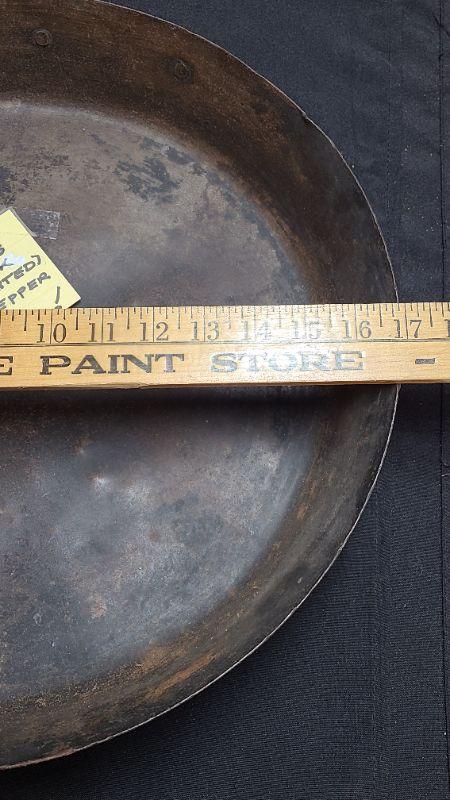 TED)
EPPER!
10 11 12 13 14 15 16 17
E PAINT STORE -